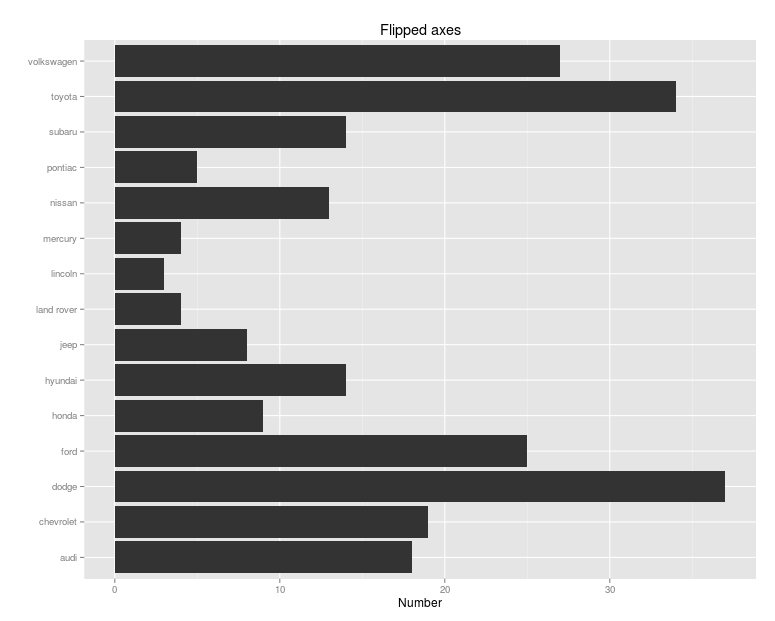 Flipped axes
volkswagen
toyota
subaru
pontiac
nissan
mercury
lincoln
land rover
jeep
hyundai
honda
ford
dodge
chevrolet
audi
0 10 20 30
Number